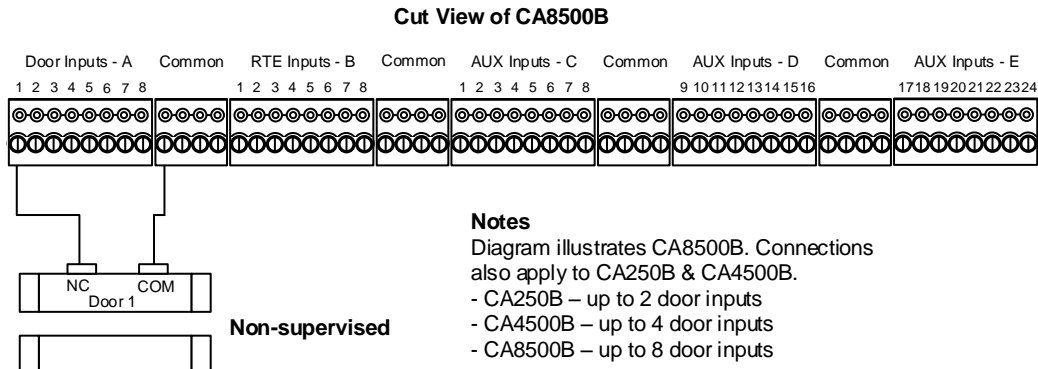 Cut View of CA8500B
Door Inputs - A Common RTE Inputs - B Common AUX Inputs - C Common AUX Inputs - D Common AUX Inputs - E
1 2 3 4 5 6 7 8 1 2 3 4 5 6 7 8 1 2 3 4 5 6 7 8 9 10 11 12 13 14 15 16 17 18 19 20 21 22 23 24
NC COM
Door 1
Non-supervised
Notes
Diagram illustrates CA8500B. Connections
also apply to CA250B & CA4500B.
- CA250B – up to 2 door inputs
- CA4500B – up to 4 door inputs
- CA8500B – up to 8 door inputs